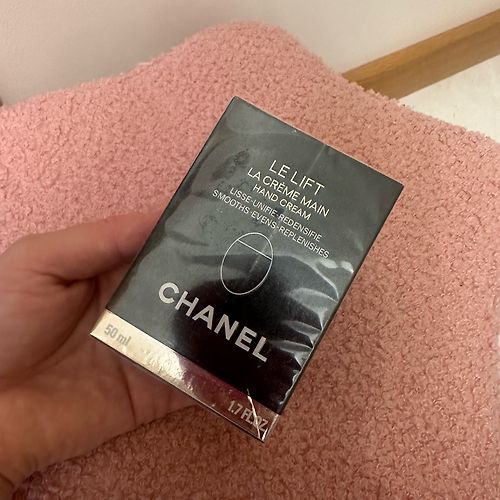 LE LIFT
LA CRÈME MAIN
HAND CREAM
LISSE-UNIFIE-REDENSIFIE
SMOOTHS-EVENS-REPLENISHES
CHANEL
50 ml
1.7 FL.OZ.